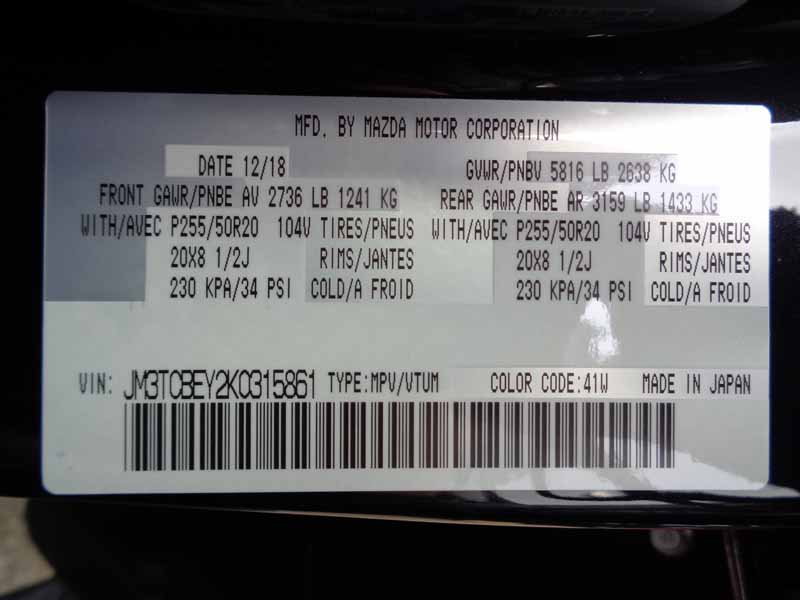 MFD. BY MAZDA MOTOR CORPORATION
DATE 12/18 GVWR/PNBV 5816 LB 2638 KG
FRONT GAWR/PNBE AV 2736 LB 1241 KG REAR GAWR/PNBE AR 3159 LB 1433 KG
WITH/AVEC P255/50R20 104V TIRES/PNEUS WITH/AVEC P255/50R20 104V TIRES/PNEUS
20X8 1/2J RIMS/JANTES 20X8 1/2J RIMS/JANTES
230 KPA/34 PSI COLD/A FROID 230 KPA/34 PSI COLD/A FROID
VIN: JM3TCBEY2K0315861 TYPE:MPV/VTUM COLOR CODE:41W MADE IN JAPAN